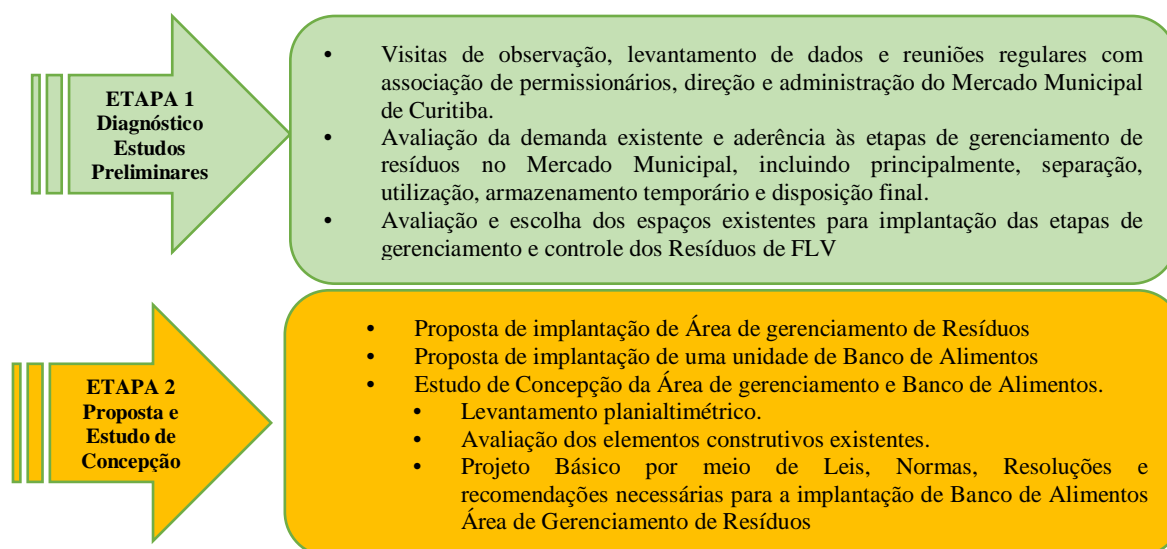 ETAPA 1
Diagnóstico
Estudos
Preliminares
• Visitas de observação, levantamento de dados e reuniões regulares com
associação de permissionários, direção e administração do Mercado Municipal
de Curitiba.
• Avaliação da demanda existente e aderência às etapas de gerenciamento de
resíduos no Mercado Municipal, incluindo principalmente, separação,
utilização, armazenamento temporário e disposição final.
• Avaliação e escolha dos espaços existentes para implantação das etapas de
gerenciamento e controle dos Resíduos de FLV
ETAPA 2
Proposta e
Estudo de
Concepção
• Proposta de implantação de Área de gerenciamento de Resíduos
• Proposta de implantação de uma unidade de Banco de Alimentos
• Estudo de Concepção da Área de gerenciamento e Banco de Alimentos.
• Levantamento planialtimétrico.
• Avaliação dos elementos construtivos existentes.
• Projeto Básico por meio de Leis, Normas, Resoluções e
recomendações necessárias para a implantação de Banco de Alimentos
Área de Gerenciamento de Resíduos